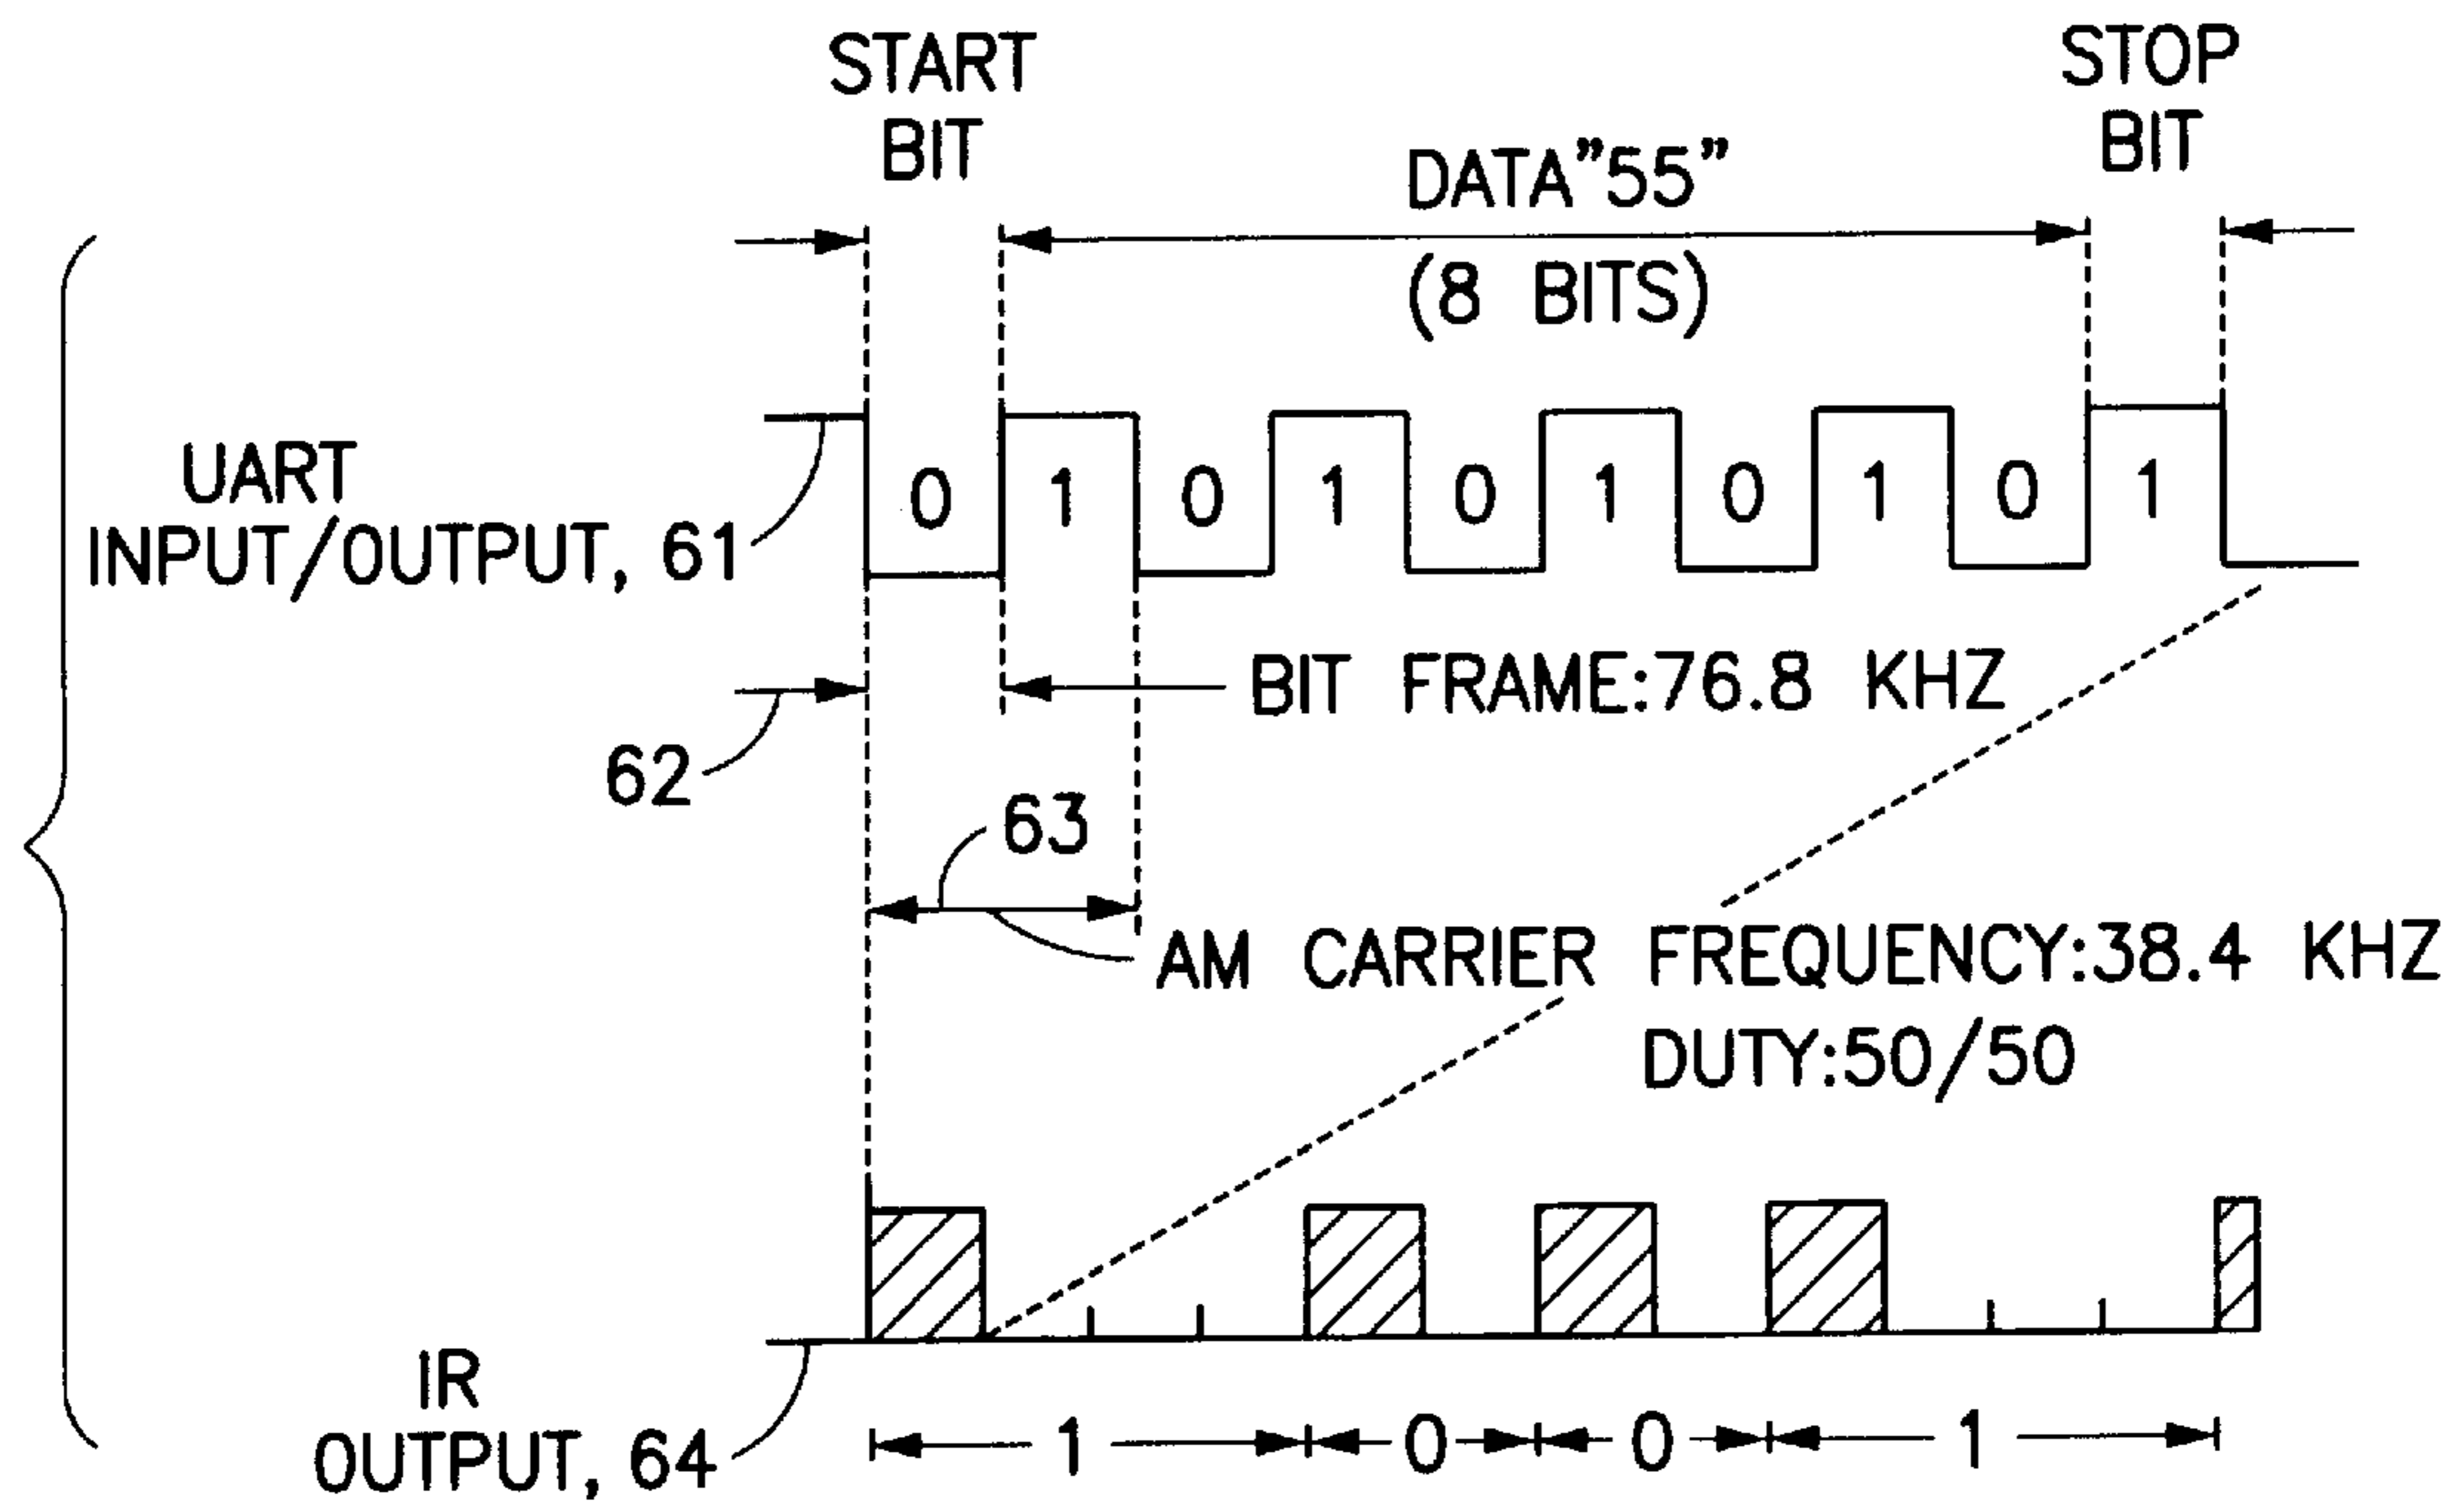 START
BIT
STOP
BIT
DATA”55”
(8 BITS)
UART
INPUT/OUTPUT, 61
0 1 0 1 0 1 0 1 0 1
BIT FRAME:76.8 KHZ
62
63
AM CARRIER FREQUENCY:38.4 KHZ
DUTY:50/50
IR
OUTPUT, 64
1 0 0 1